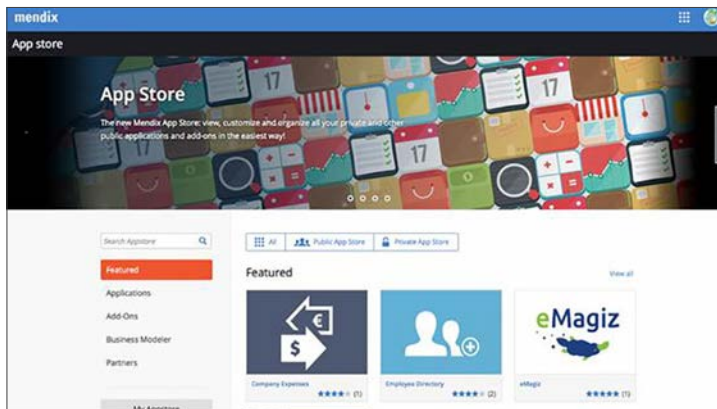 mendix
App store
App Store
The new Mendix App Store: view, customize and organize all your private and other
public applications and add-ons in the easiest way!
17
17
17
Search Appstore
All
Public App Store
Private App Store
Featured
Applications
Add-Ons
Business Modeler
Partners
My Appstore
Featured
View all
€
$
eMagiz
Company Expenses
(1)
Employee Directory
(2)
eMagiz
(1)